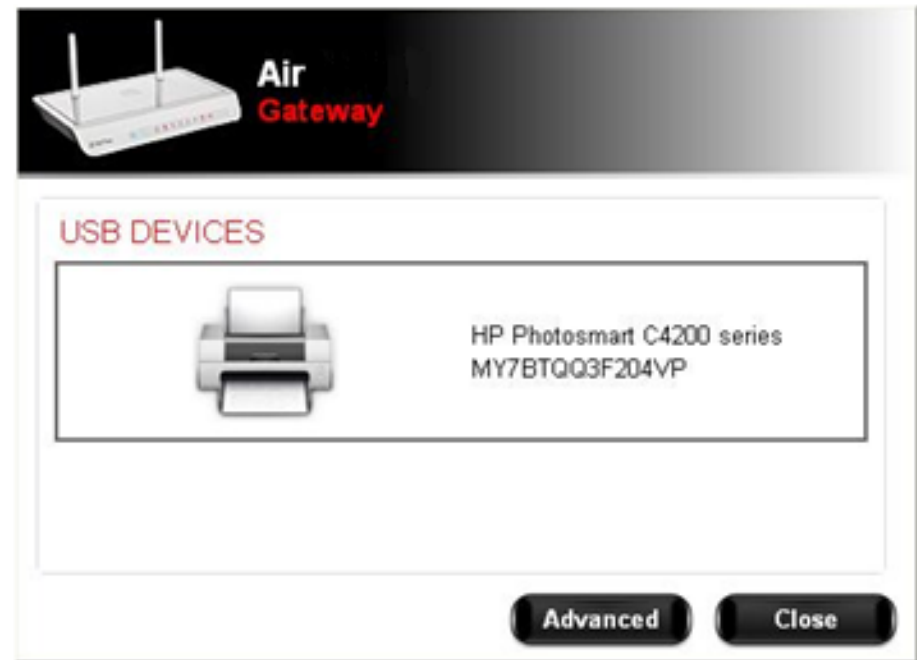 Air
Gateway
USB DEVICES
HP Photosmart C4200 series
MY7BTQQ3F204VP
Advanced
Close